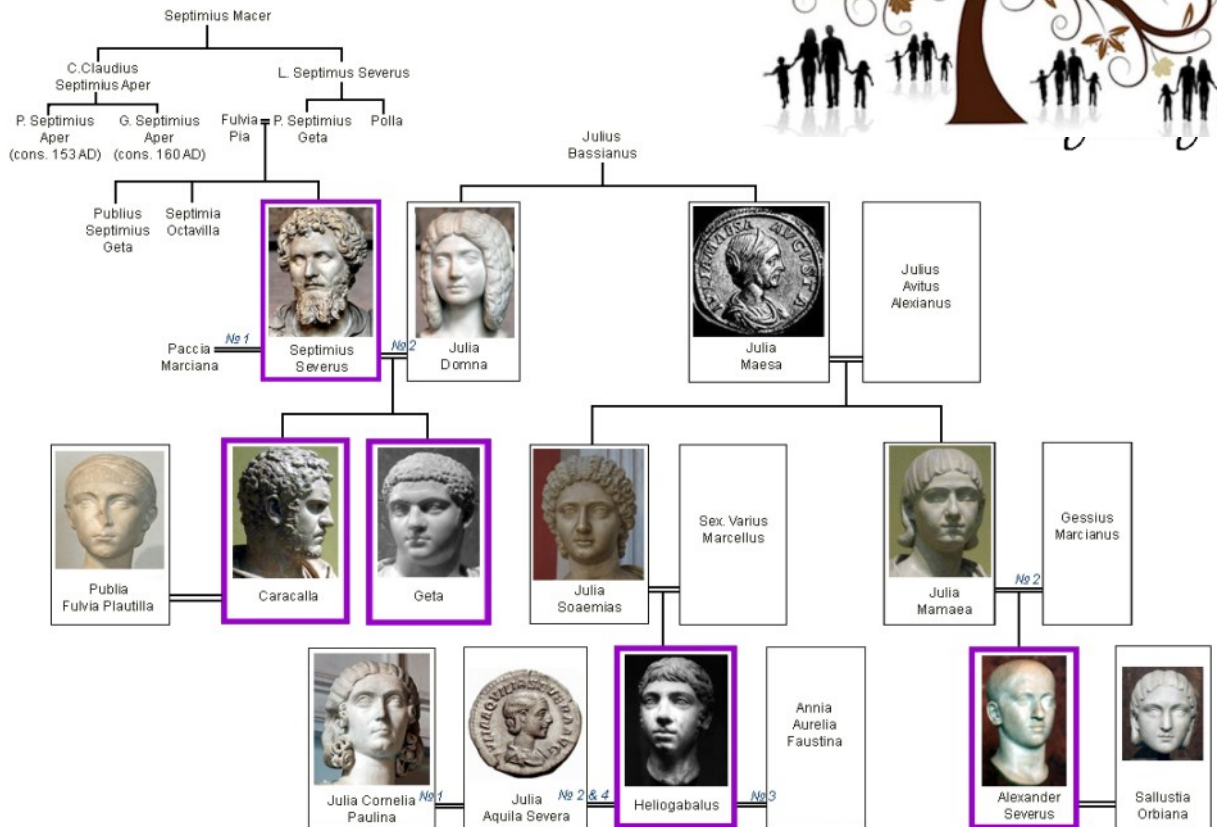 Septimius Macer
C.Claudius
Septimius Aper
L. Septimus Severus
P. Septimius
Aper
(cons. 153 AD)
G. Septimius
Aper
(cons. 160 AD)
Fulvia
Pia
P. Septimius
Geta
Polla
Julius
Bassianus
Publius
Septimius
Geta
Septimia
Octavilla
IULIA MAESA AUGUSTA
Julius
Avitus
Alexianus
Paccia
Marciana
№ 1
Septimius
Severus
№ 2
Julia
Domna
Julia
Maesa
Publia
Fulvia Plautilla
Caracalla
Geta
Julia
Soaemias
Sex. Varius
Marcellus
Julia
Mamaea
№ 2
Gessius
Marcianus
Julia Cornelia
Paulina
№ 1
Julia
Aquila Severa
№ 2 & 4
Heliogabalus
№ 3
Annia
Aurelia
Faustina
Alexander
Severus
Sallustia
Orbiana